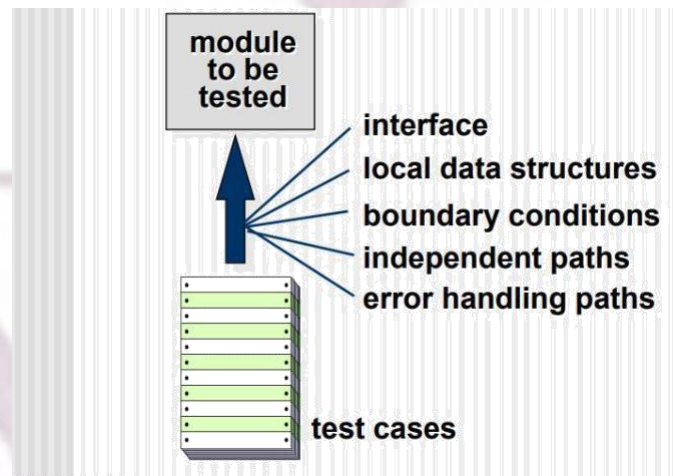 module
to be
tested
interface
local data structures
boundary conditions
independent paths
error handling paths
test cases